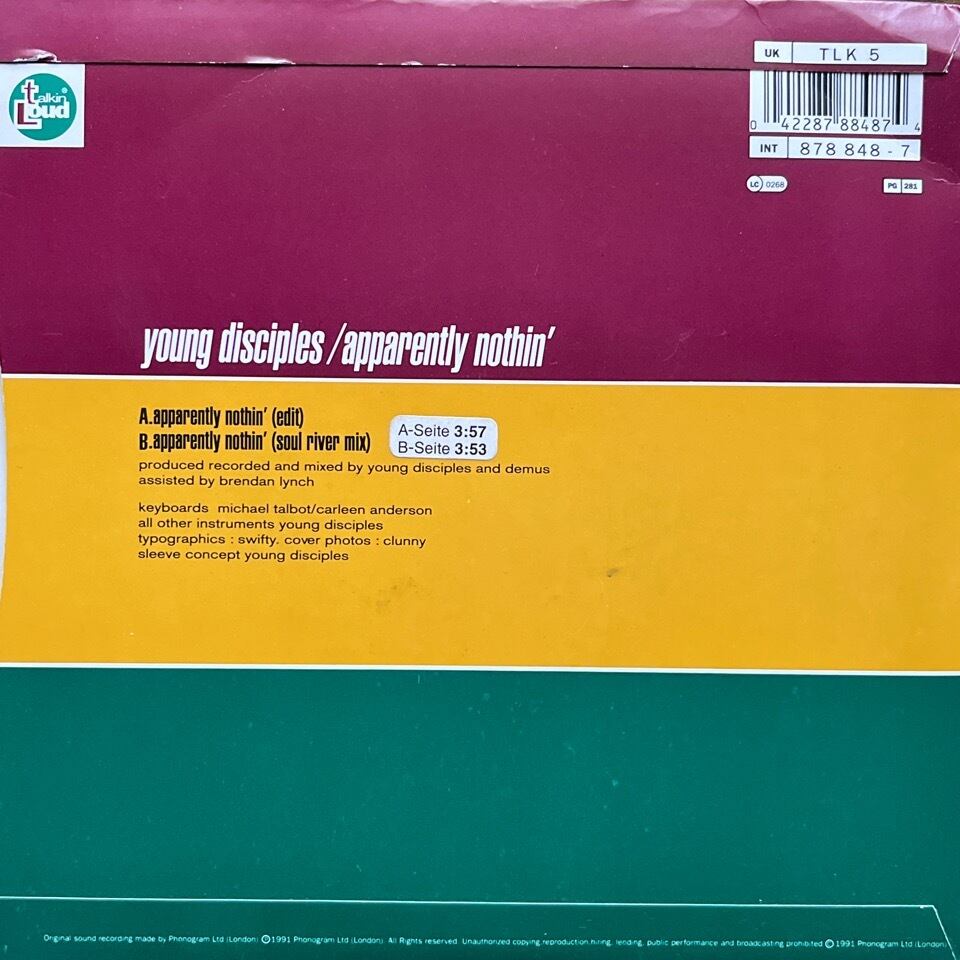 talkin
Loud
®
UK TLK 5
0 42287 88487 4
INT 878 848 - 7
LC 0268
PG 281
young disciples/apparently nothin'
A.apparently nothin' (edit)
B.apparently nothin' (soul river mix)
A-Seite 3:57
B-Seite 3:53
produced recorded and mixed by young disciples and demus
assisted by brendan lynch
keyboards michael talbot/carleen anderson
all other instruments young disciples
typographics : swifty. cover photos : clunny
sleeve concept young disciples
Original sound recording made by Phonogram Ltd (London) ℗ 1991 Phonogram Ltd (London). All Rights reserved. Unauthorized copying, reproduction, hiring, lending, public performance and broadcasting prohibited © 1991 Phonogram Ltd (London)